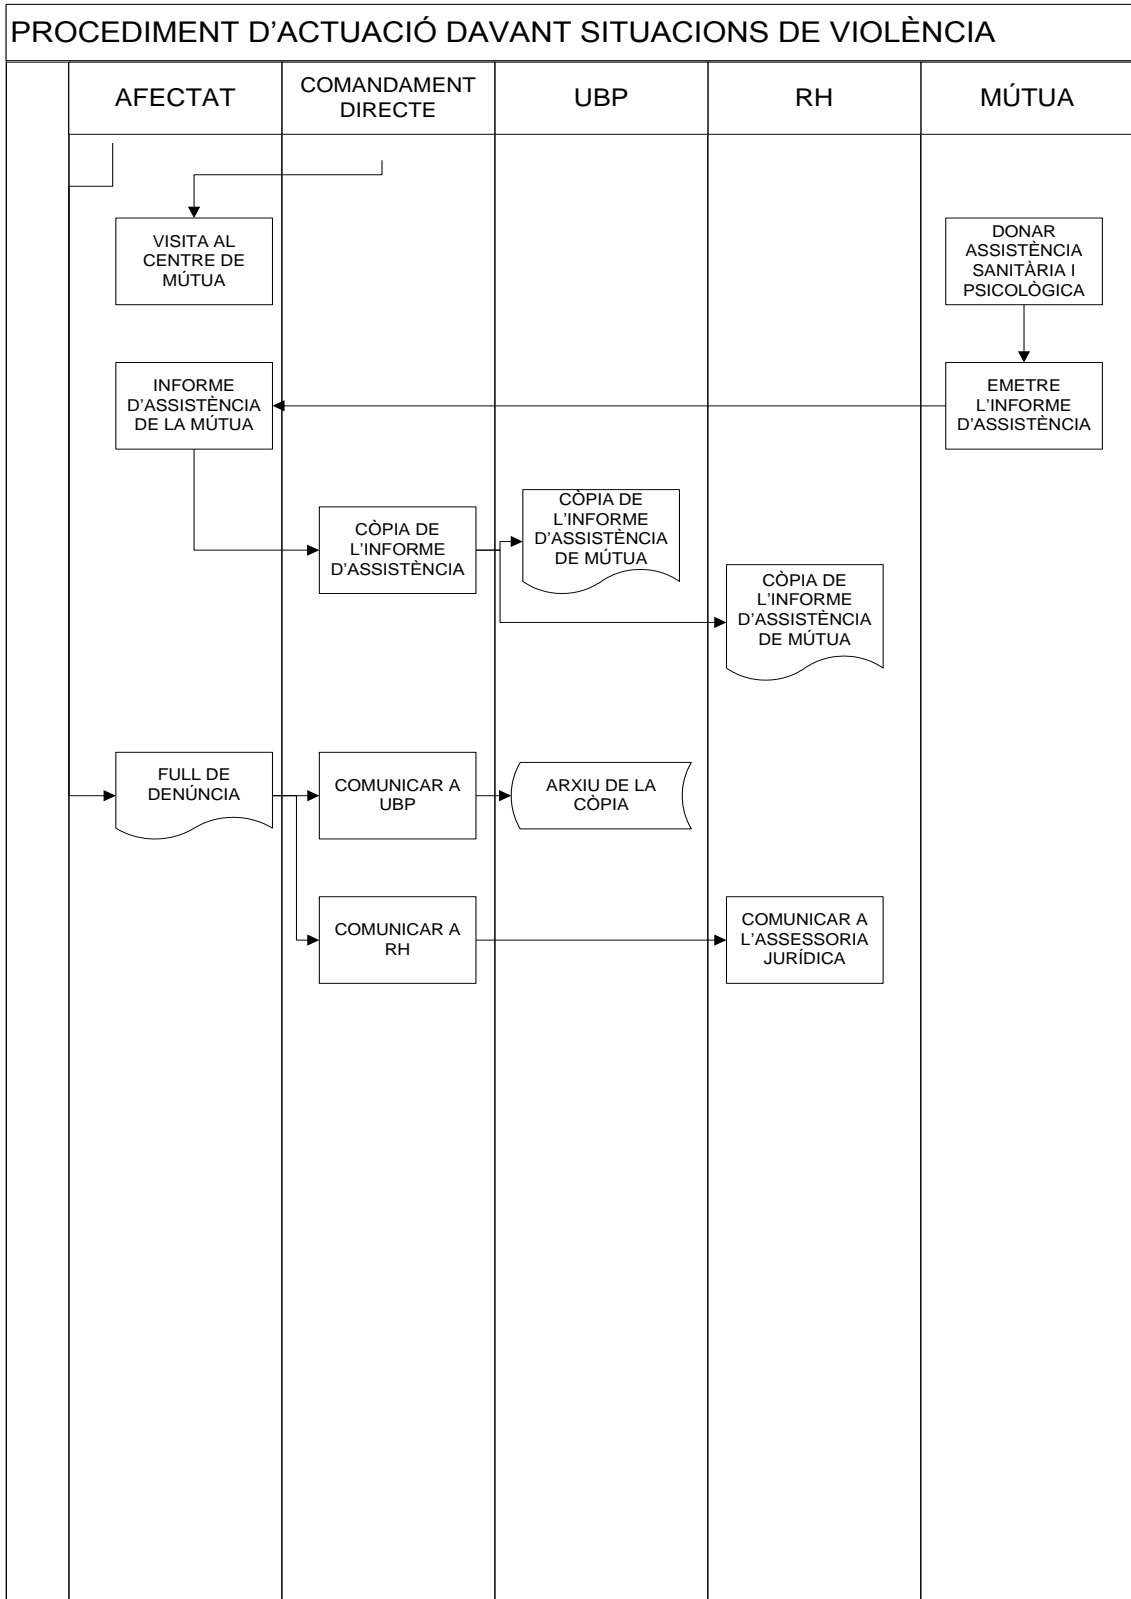 PROCEDIMENT D'ACTUACIÓ DAVANT SITUACIONS DE VIOLÈNCIA
AFECTAT
COMANDAMENT
DIRECTE
UBP
RH
MÚTUA
VISITA AL
CENTRE DE
MÚTUA
DONAR
ASSISTÈNCIA
SANITÀRIA I
PSICOLÒGICA
INFORME
D'ASSISTÈNCIA
DE LA MÚTUA
EMETRE
L'INFORME
D'ASSISTÈNCIA
CÒPIA DE
L'INFORME
D'ASSISTÈNCIA
CÒPIA DE
L'INFORME
D'ASSISTÈNCIA
DE MÚTUA
CÒPIA DE
L'INFORME
D'ASSISTÈNCIA
DE MÚTUA
FULL DE
DENÚNCIA
COMUNICAR A
UBP
ARXIU DE LA
CÒPIA
COMUNICAR A
RH
COMUNICAR A
L'ASSESSORIA
JURÍDICA